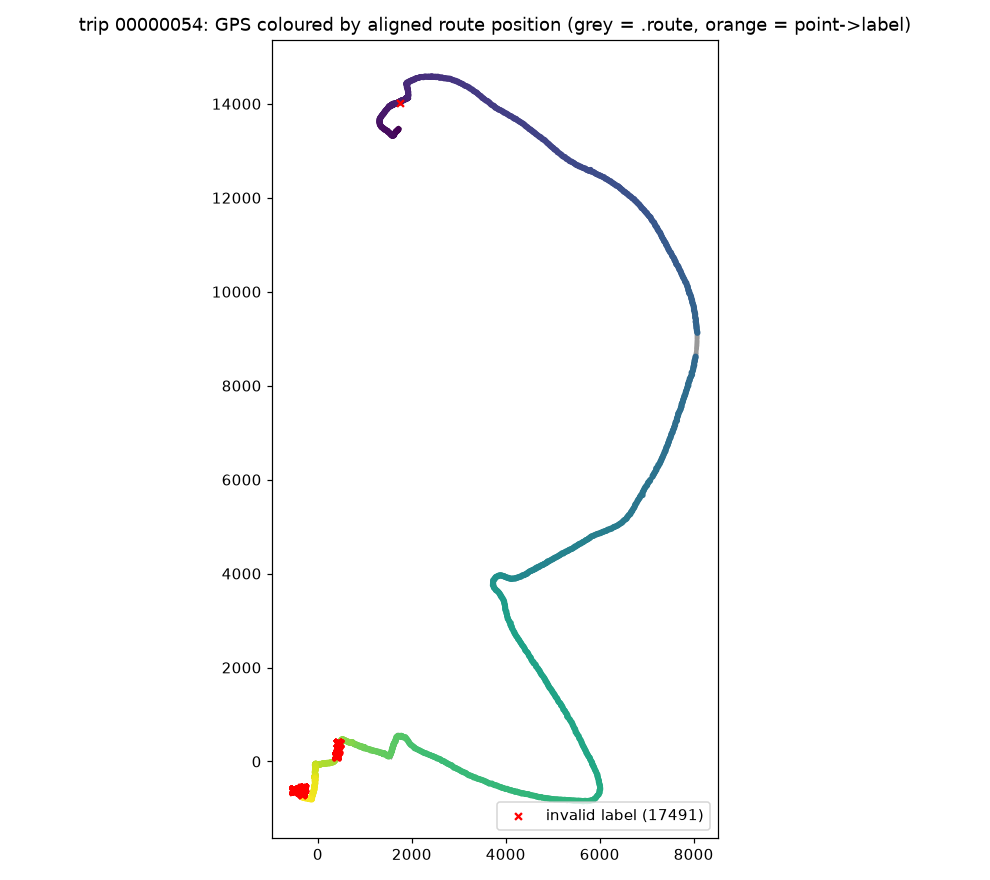 trip 00000054: GPS coloured by aligned route position (grey = .route, orange = point->label)
14000
12000
10000
8000
6000
4000
2000
0
invalid label (17491)
0 2000 4000 6000 8000